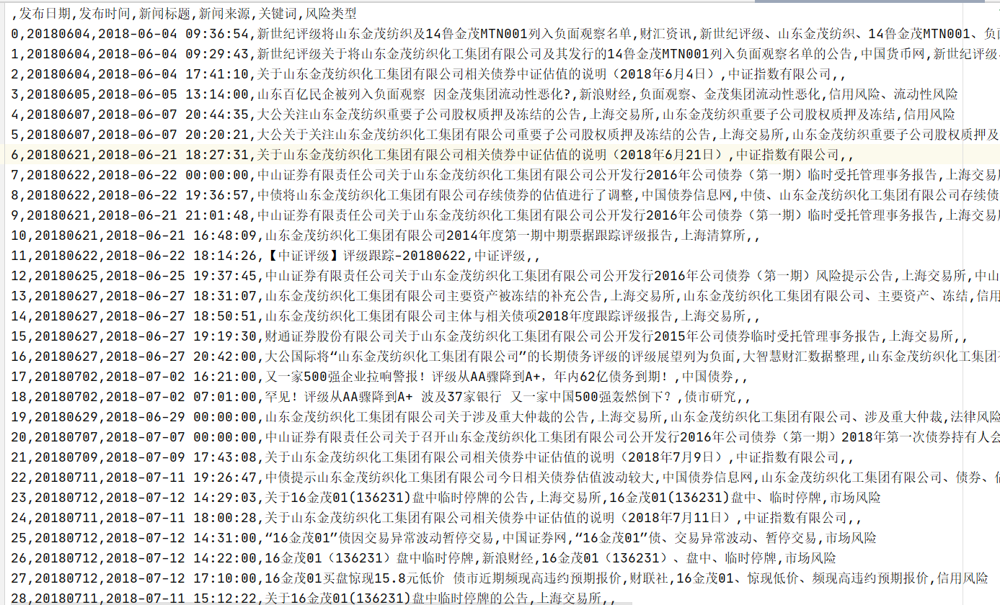 ,发布日期,发布时间,新闻标题,新闻来源,关键词,风险类型
0,20180604,2018-06-04 09:36:54,新世纪评级将山东金茂纺织及14鲁金茂MTN001列入负面观察名单,财汇资讯,新世纪评级、山东金茂纺织、14鲁金茂MTN001、负
1,20180604,2018-06-04 09:29:43,新世纪评级关于将山东金茂纺织化工集团有限公司及其发行的14鲁金茂MTN001列入负面观察名单的公告,中国货币网,新世纪评级
2,20180604,2018-06-04 17:41:10,关于山东金茂纺织化工集团有限公司相关债券中证估值的说明（2018年6月4日）,中证指数有限公司,,
3,20180605,2018-06-05 13:14:00,山东百亿民企被列入负面观察 因金茂集团流动性恶化?,新浪财经,负面观察、金茂集团流动性恶化,信用风险、流动性风险
4,20180607,2018-06-07 20:44:35,大公关注山东金茂纺织重要子公司股权质押及冻结的公告,上海交易所,山东金茂纺织重要子公司股权质押及冻结,信用风险
5,20180607,2018-06-07 20:20:21,大公关于关注山东金茂纺织化工集团有限公司重要子公司股权质押及冻结的公告,上海交易所,山东金茂纺织重要子公司股权质押及
6,20180621,2018-06-21 18:27:31,关于山东金茂纺织化工集团有限公司相关债券中证估值的说明（2018年6月21日）,中证指数有限公司,,
7,20180622,2018-06-22 00:00:00,中山证券有限责任公司关于山东金茂纺织化工集团有限公司公开发行2016年公司债券（第一期）临时受托管理事务报告,上海交易
8,20180622,2018-06-22 19:36:57,中债将山东金茂纺织化工集团有限公司存续债券的估值进行了调整,中国债券信息网,中债、山东金茂纺织化工集团有限公司存续债
9,20180621,2018-06-21 21:01:48,中山证券有限责任公司关于山东金茂纺织化工集团有限公司公开发行2016年公司债券（第一期）临时受托管理事务报告,上海交易
10,20180621,2018-06-21 16:48:09,山东金茂纺织化工集团有限公司2014年度第一期中期票据跟踪评级报告,上海清算所,,
11,20180622,2018-06-22 18:14:26,【中证评级】评级跟踪-20180622,中证评级,,
12,20180625,2018-06-25 19:37:45,中山证券有限责任公司关于山东金茂纺织化工集团有限公司公开发行2016年公司债券（第一期）风险提示公告,上海交易所,中山
13,20180627,2018-06-27 18:31:07,山东金茂纺织化工集团有限公司主要资产被冻结的补充公告,上海交易所,山东金茂纺织化工集团有限公司、主要资产、冻结,信用
14,20180627,2018-06-27 18:50:51,山东金茂纺织化工集团有限公司主体与相关债项2018年度跟踪评级报告,上海交易所,,
15,20180627,2018-06-27 19:19:30,财通证券股份有限公司关于山东金茂纺织化工集团有限公司公开发行2015年公司债券临时受托管理事务报告,上海交易所,,
16,20180627,2018-06-27 20:42:00,大公国际将“山东金茂纺织化工集团有限公司”的长期债务评级的评级展望列为负面,大智慧财汇数据整理,山东金茂纺织化工集团有
17,20180702,2018-07-02 16:21:00,又一家500强企业拉响警报！评级从AA骤降到A+，年内62亿债务到期！,中国债券,,
18,20180702,2018-07-02 07:01:00,罕见！评级从AA骤降到A+ 波及37家银行 又一家中国500强轰然倒下？,债市研究,,
19,20180629,2018-06-29 00:00:00,山东金茂纺织化工集团有限公司关于涉及重大仲裁的公告,上海交易所,山东金茂纺织化工集团有限公司、涉及重大仲裁,法律风险
20,20180707,2018-07-07 00:00:00,中山证券有限责任公司关于召开山东金茂纺织化工集团有限公司公开发行2016年公司债券（第一期）2018年第一次债券持有人会
21,20180709,2018-07-09 17:43:08,关于山东金茂纺织化工集团有限公司相关债券中证估值的说明（2018年7月9日）,中证指数有限公司,,
22,20180711,2018-07-11 19:26:47,中债提示山东金茂纺织化工集团有限公司今日相关债券估值波动较大,中国债券信息网,山东金茂纺织化工集团有限公司、债券、估
23,20180712,2018-07-12 14:29:03,关于16金茂01(136231)盘中临时停牌的公告,上海交易所,16金茂01(136231)盘中、临时停牌,市场风险
24,20180711,2018-07-11 18:00:28,关于山东金茂纺织化工集团有限公司相关债券中证估值的说明（2018年7月11日）,中证指数有限公司,,
25,20180712,2018-07-12 14:31:00,“16金茂01”债因交易异常波动暂停交易,中国证券网,“16金茂01”债、交易异常波动、暂停交易,市场风险
26,20180712,2018-07-12 14:22:00,16金茂01（136231）盘中临时停牌,新浪财经,16金茂01（136231）、盘中、临时停牌,市场风险
27,20180712,2018-07-12 17:10:00,16金茂01买盘惊现15.8元低价 债市近期频现高违约预期报价,财联社,16金茂01、惊现低价、频现高违约预期报价,信用风险
28,20180711,2018-07-11 15:12:22,关于16金茂01(136231)盘中临时停牌的公告,上海交易所,,